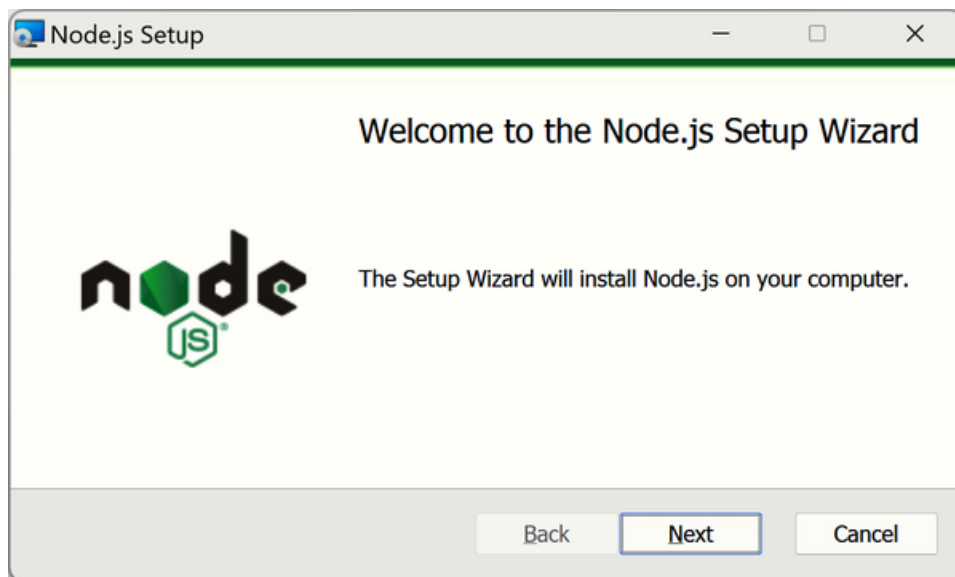 Node.js Setup
Welcome to the Node.js Setup Wizard
The Setup Wizard will install Node.js on your computer.
node
JS®
Back Next Cancel